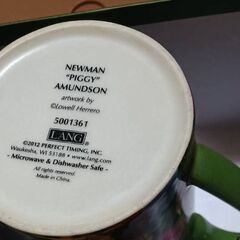 NEWMAN
"PIGGY"
AMUNDSON
artwork by
©Lowell Herrero
5001361
LANG
©2012 PERFECT TIMING, INC.
Waukesha, WI 53188 • www.lang.com
- Microwave & Dishwasher Safe -
All rights reserved.
Made in China.